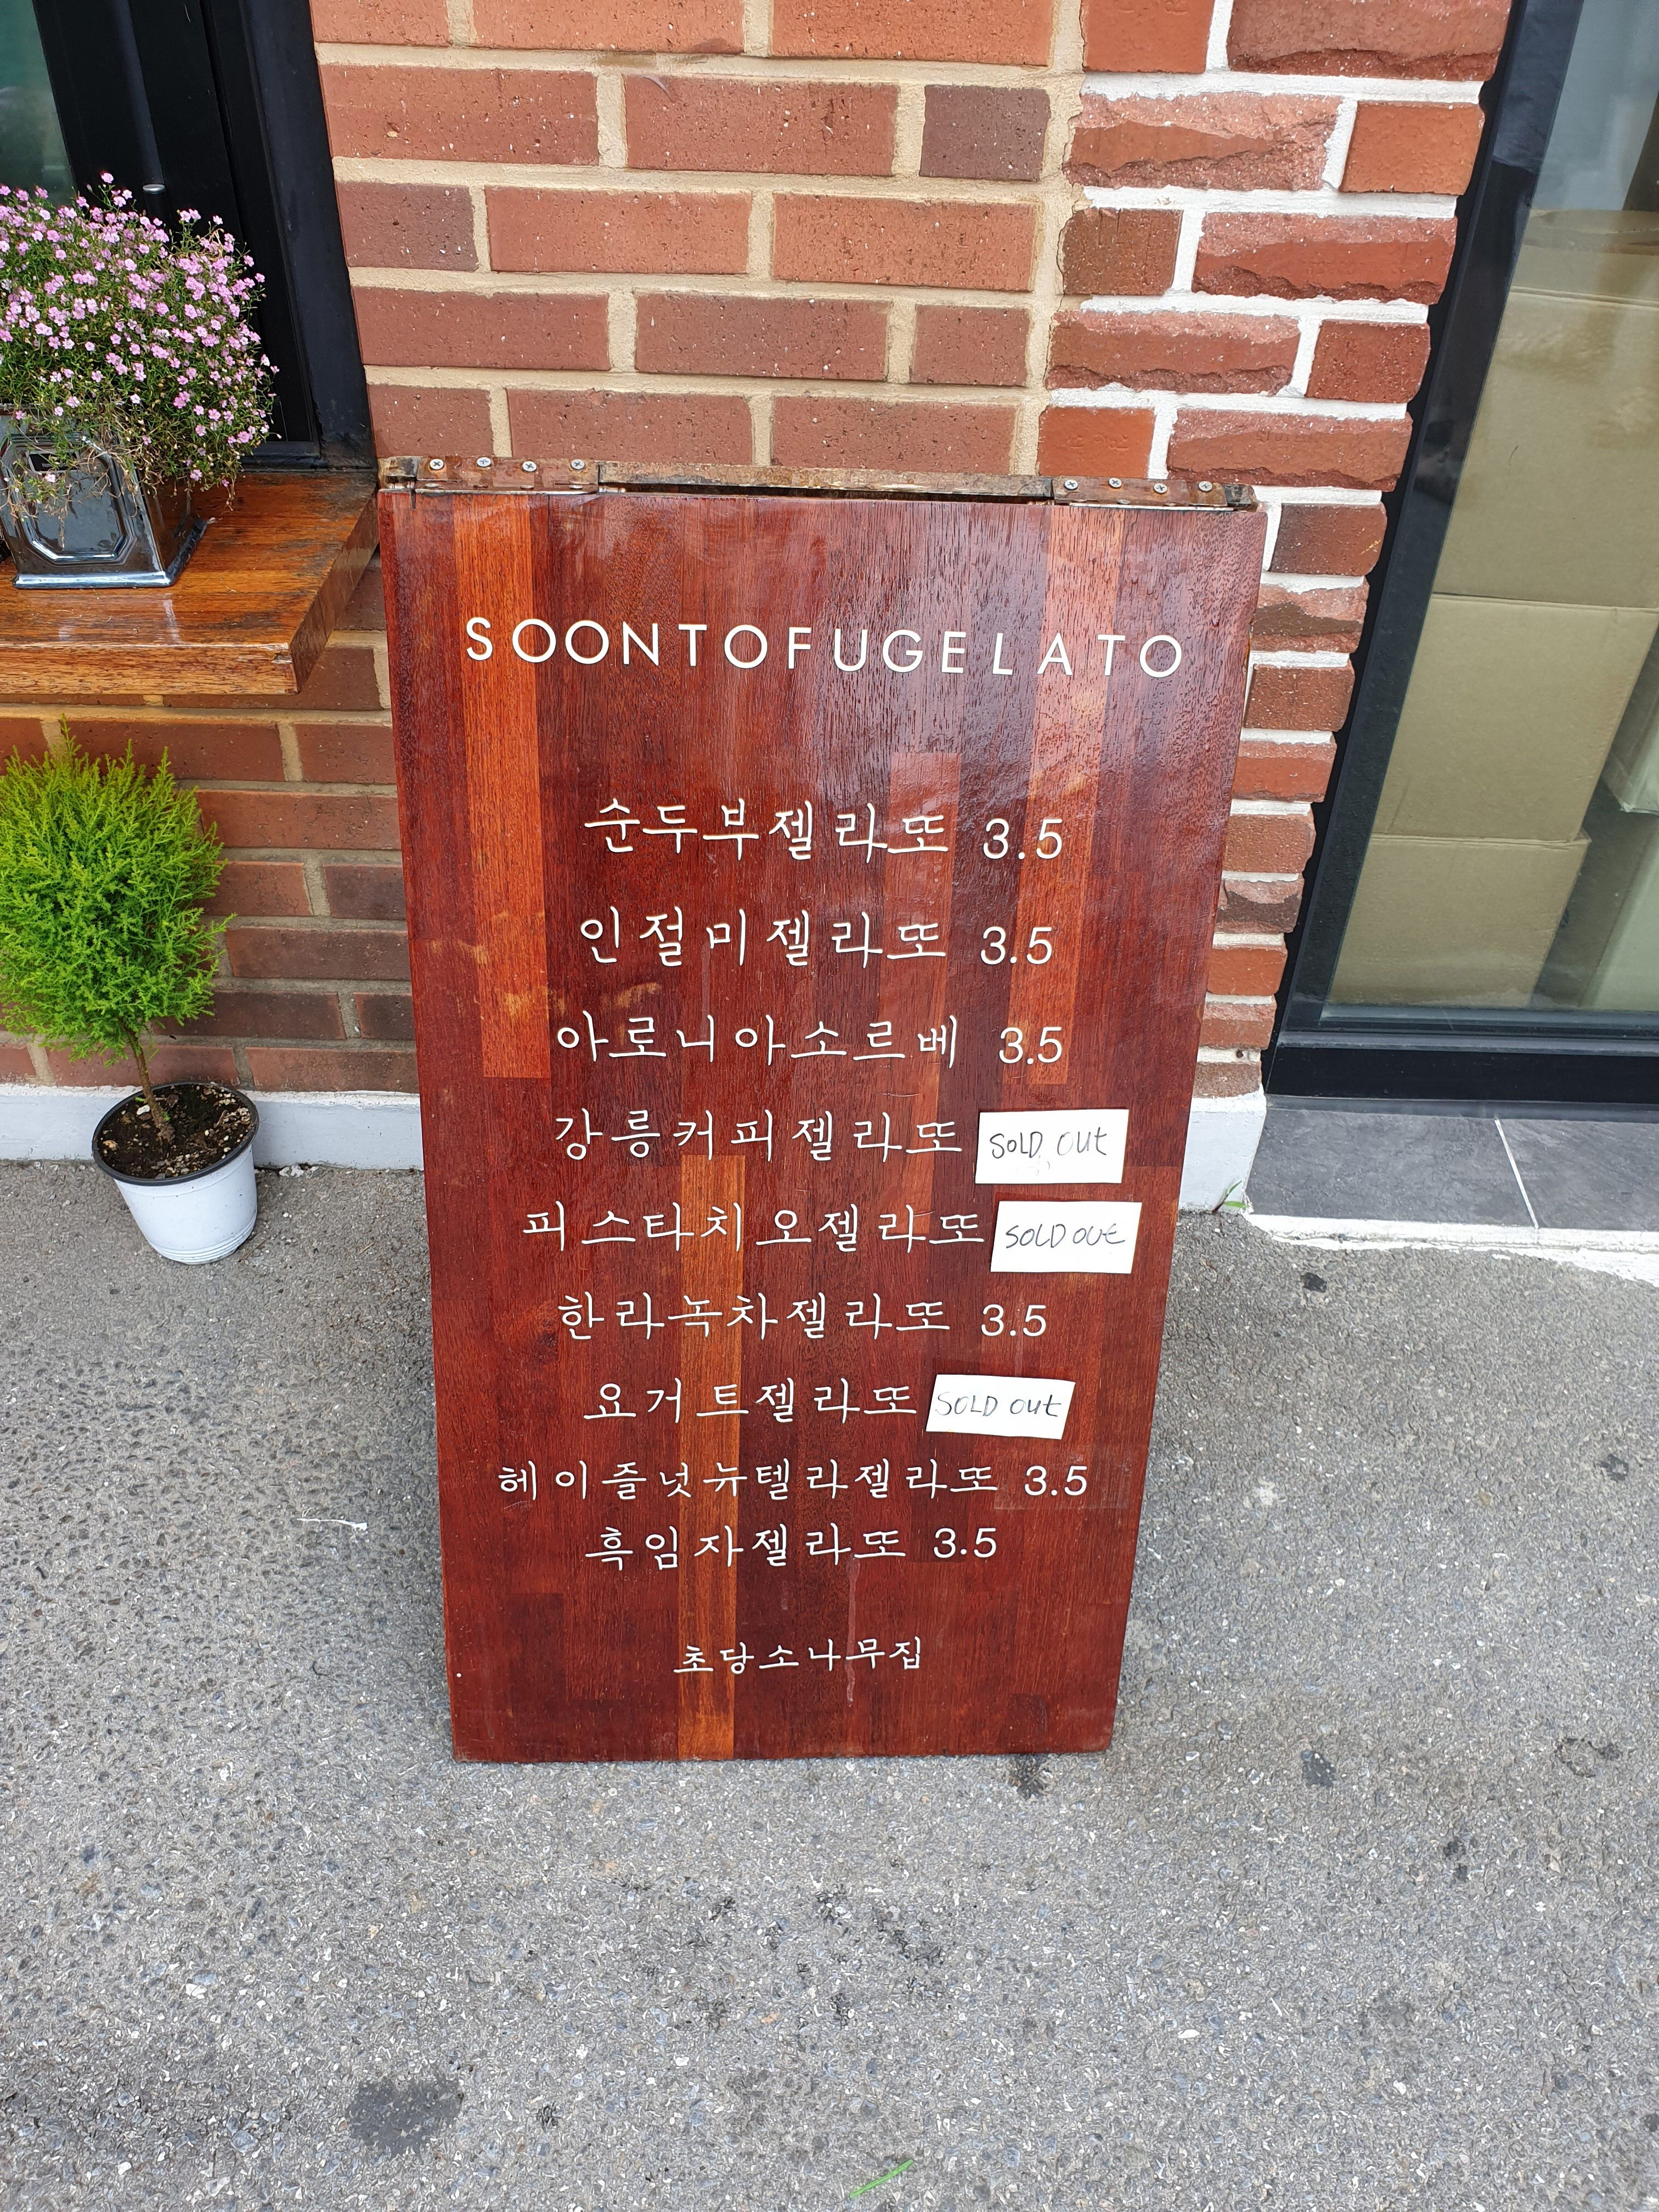 SOONTOFUGELATO
순두부젤라또 3.5
인절미젤라또 3.5
아로니아소르베 3.5
강릉커피젤라또 SOLD OUT
피스타치오젤라또 SOLD OUT
한라녹차젤라또 3.5
요거트젤라또 SOLD OUT
헤이즐넛뉴텔라젤라또 3.5
흑임자젤라또 3.5
초당소나무집